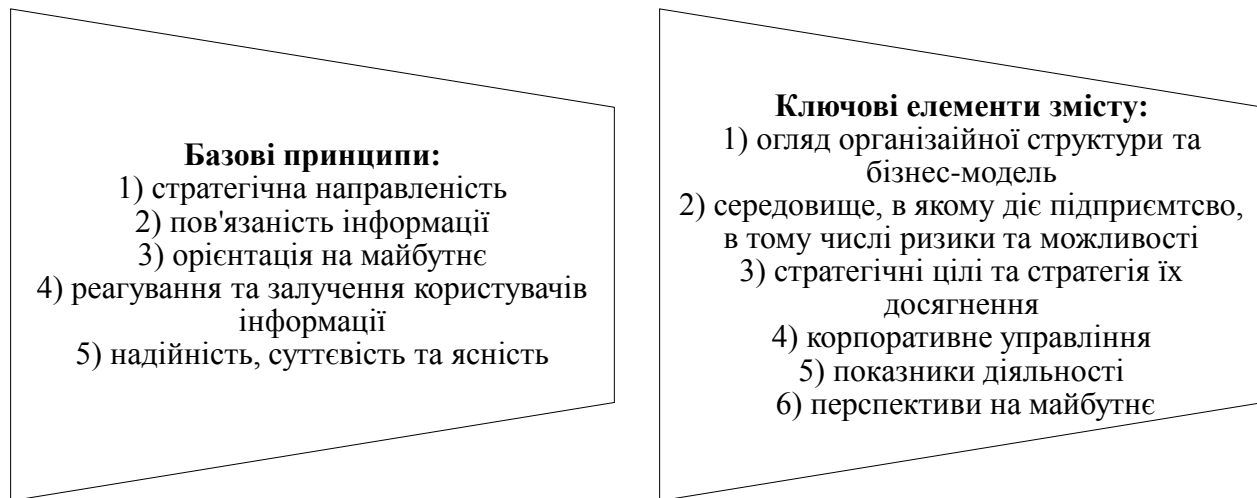 Базові принципи:
1) стратегічна направленість
2) пов'язаність інформації
3) орієнтація на майбутнє
4) реагування та залучення користувачів
інформації
5) надійність, суттєвість та ясність
Ключові елементи змісту:
1) огляд організаійної структури та
бізнес-модель
2) середовище, в якому діє підприємтсво,
в тому числі ризики та можливості
3) стратегічні цілі та стратегія їх
досягнення
4) корпоративне управління
5) показники діяльності
6) перспективи на майбутнє